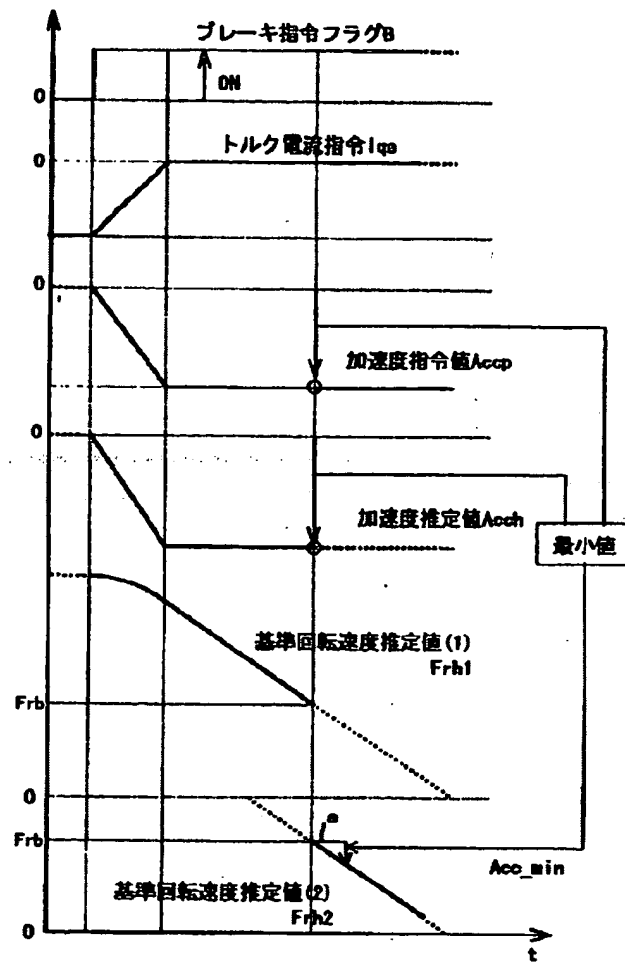 ブレーキ指令フラグB
0
ON
0
トルク電流指令Iqs
0
加速度指令値Accp
0
加速度推定値Acch
最小値
基準回転速度推定値(1)
Frh1
Frb
0
Frb
Acc_min
基準回転速度推定値(2)
Frh2
0
t